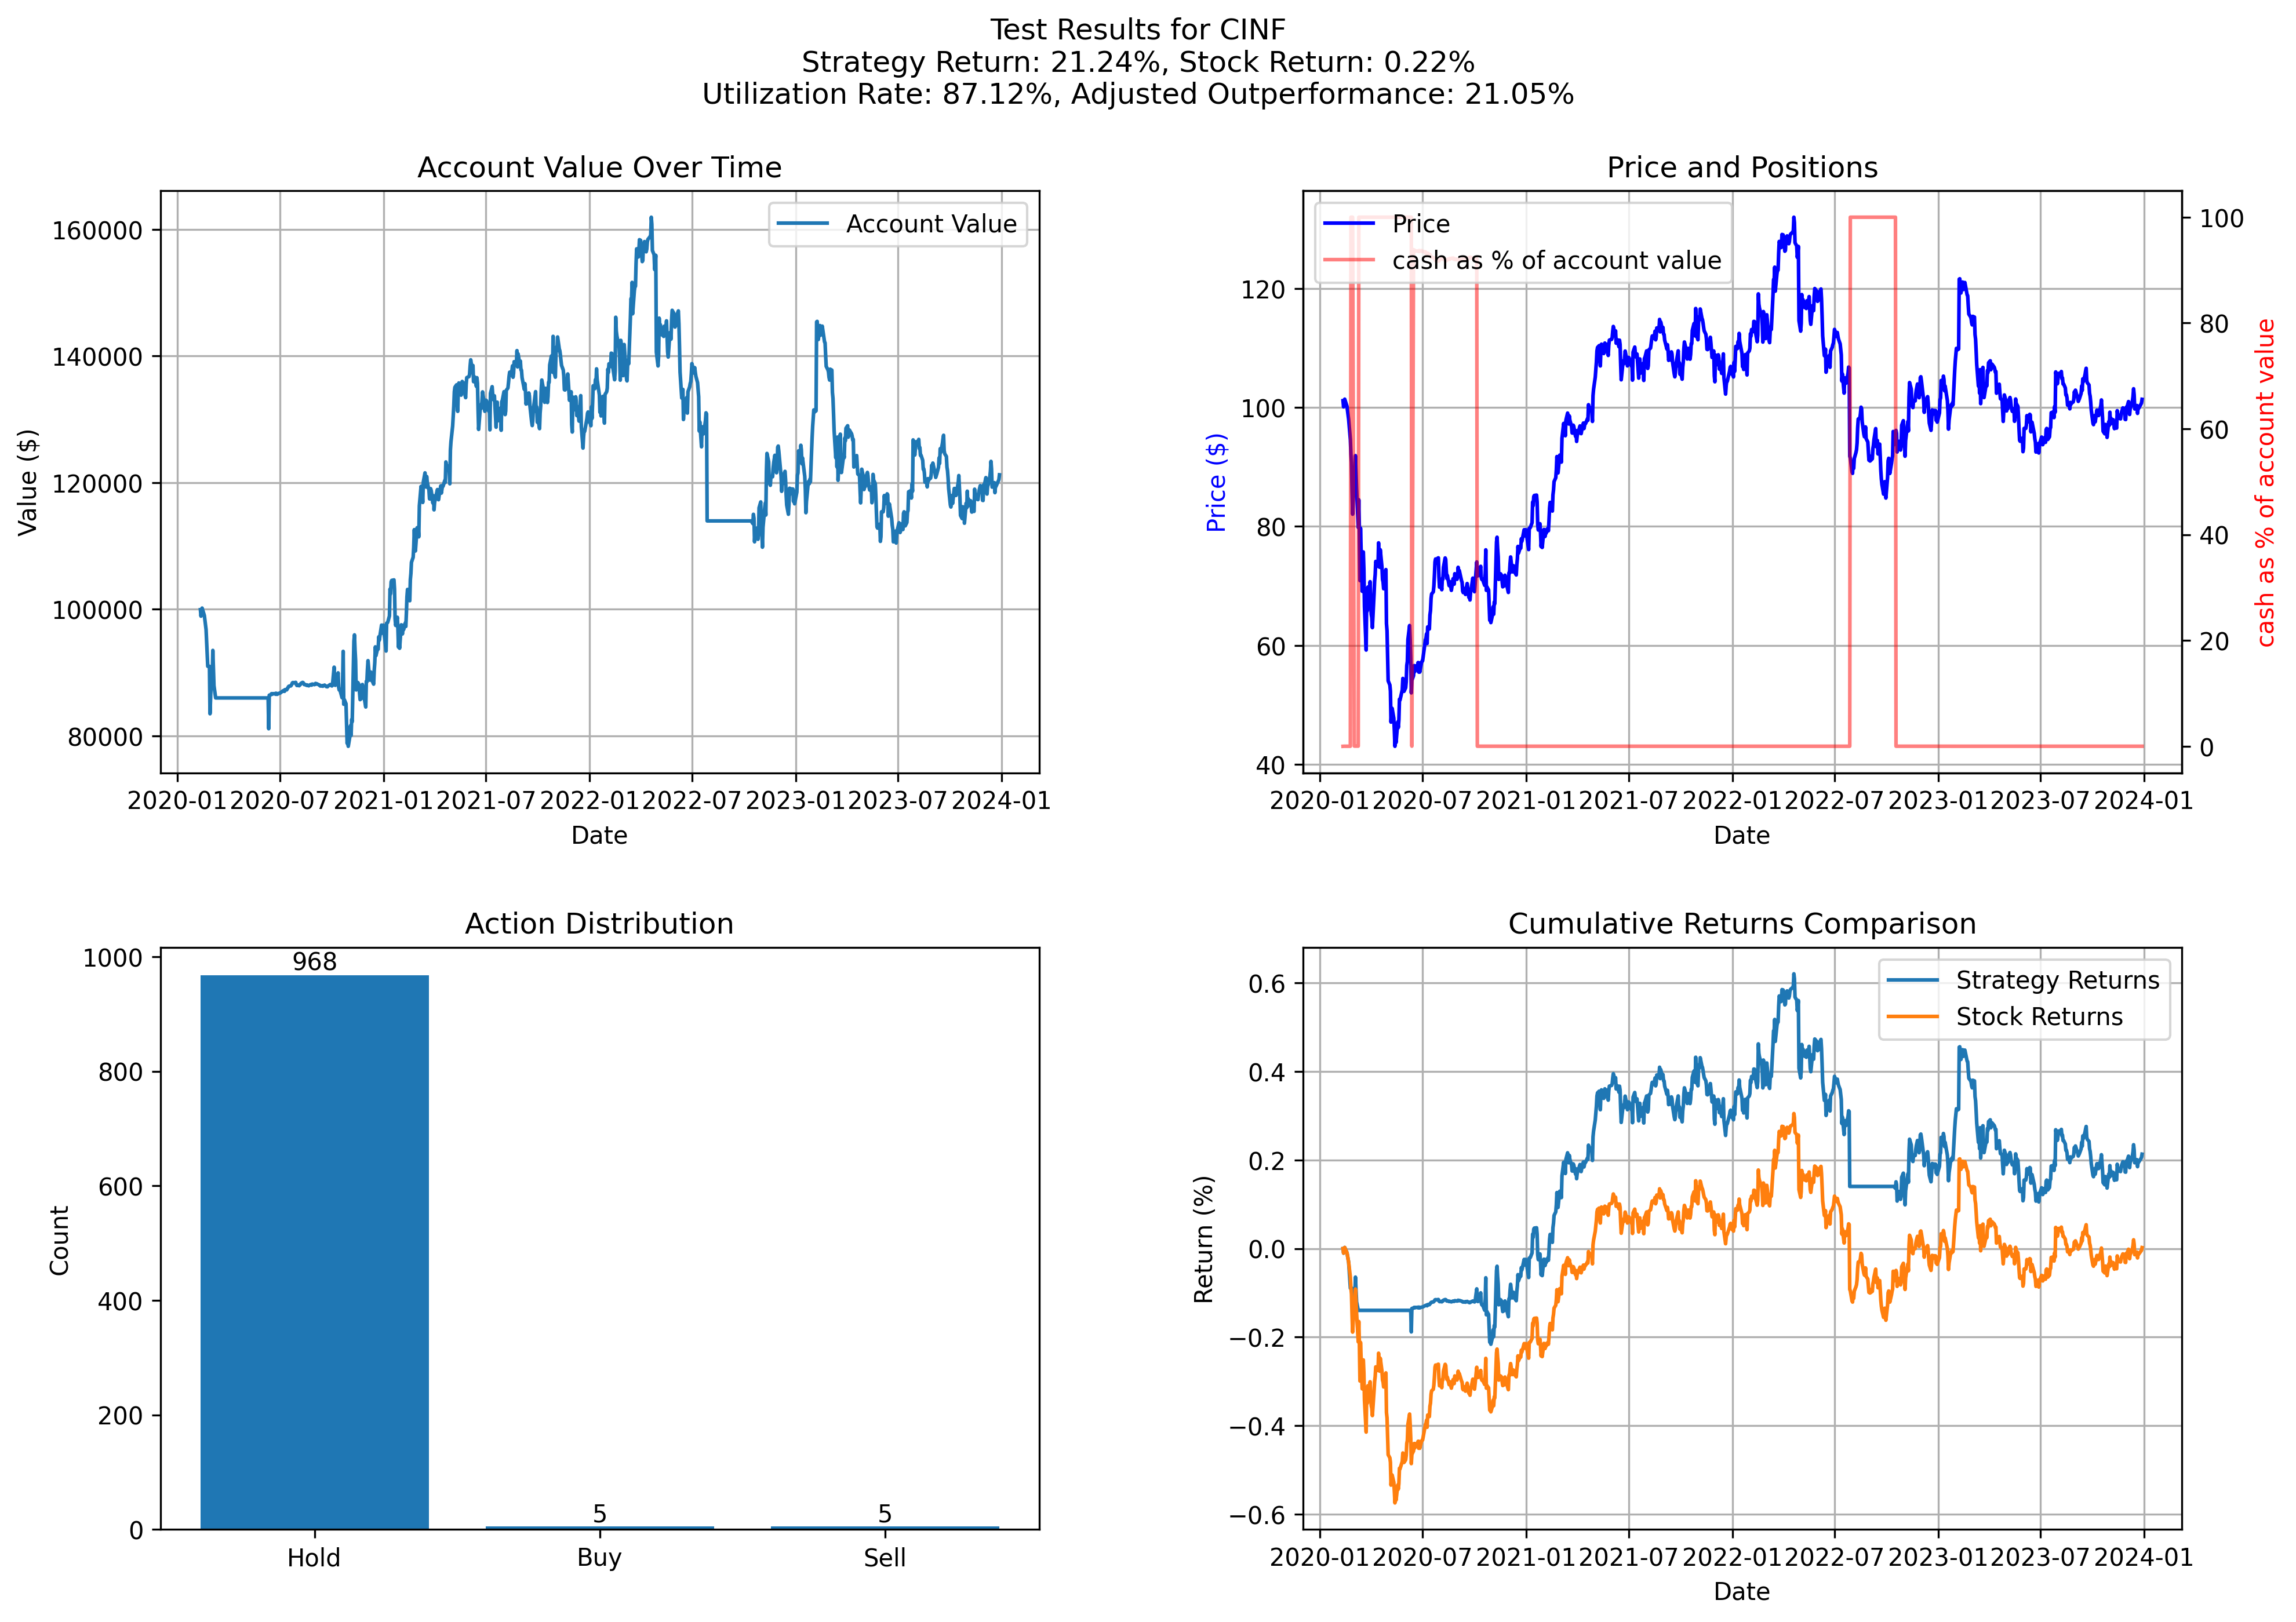 Test Results for CINF
Strategy Return: 21.24%, Stock Return: 0.22%
Utilization Rate: 87.12%, Adjusted Outperformance: 21.05%
Account Value Over Time
Account Value
160000
140000
120000
100000
80000
Value ($)
2020-01 2020-07 2021-01 2021-07 2022-01 2022-07 2023-01 2023-07 2024-01
Date
Price and Positions
Price
cash as % of account value
120
100
80
60
40
Price ($)
100
80
60
40
20
0
cash as % of account value
2020-01 2020-07 2021-01 2021-07 2022-01 2022-07 2023-01 2023-07 2024-01
Date
Action Distribution
1000
800
600
400
200
0
Count
968
5
5
Hold
Buy
Sell
Cumulative Returns Comparison
Strategy Returns
Stock Returns
0.6
0.4
0.2
0.0
−0.2
−0.4
−0.6
Return (%)
2020-01 2020-07 2021-01 2021-07 2022-01 2022-07 2023-01 2023-07 2024-01
Date